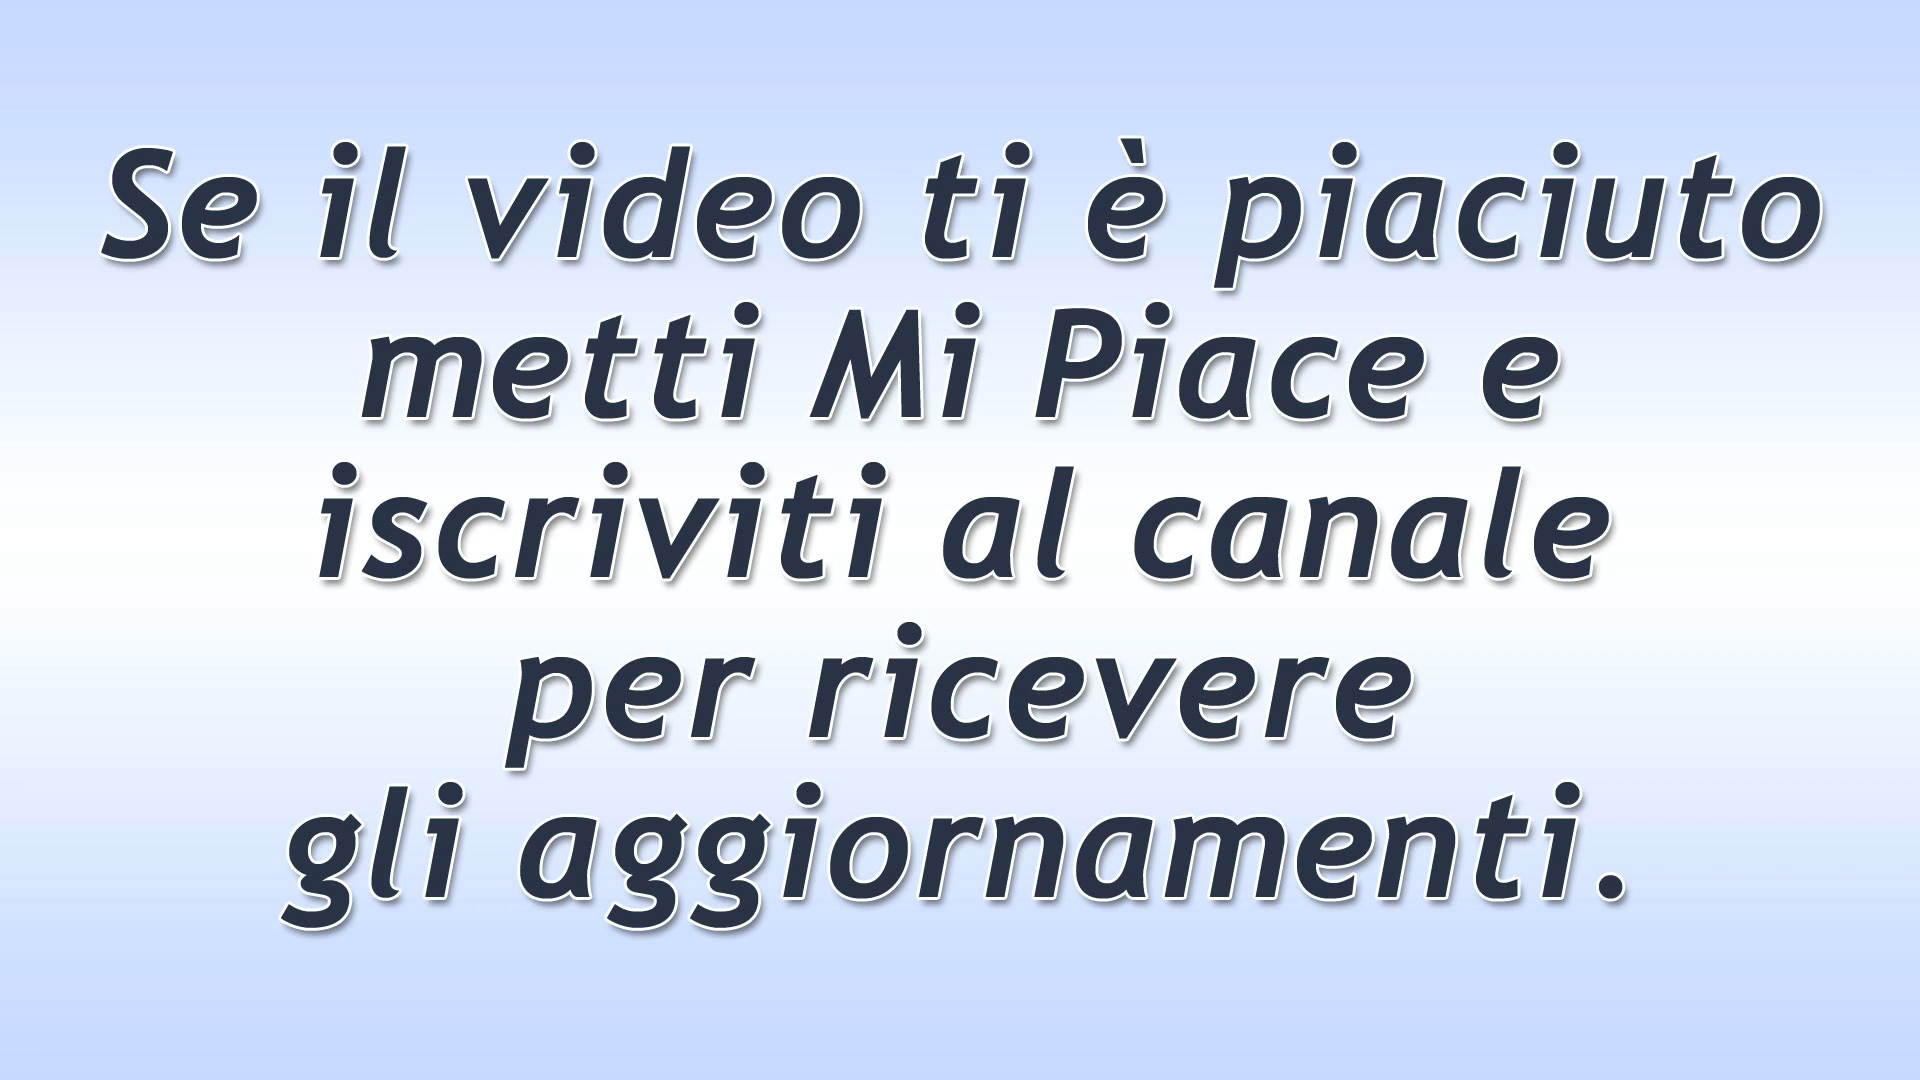 Se il video ti è piaciuto
metti Mi Piace e
iscriviti al canale
per ricevere
gli aggiornamenti.